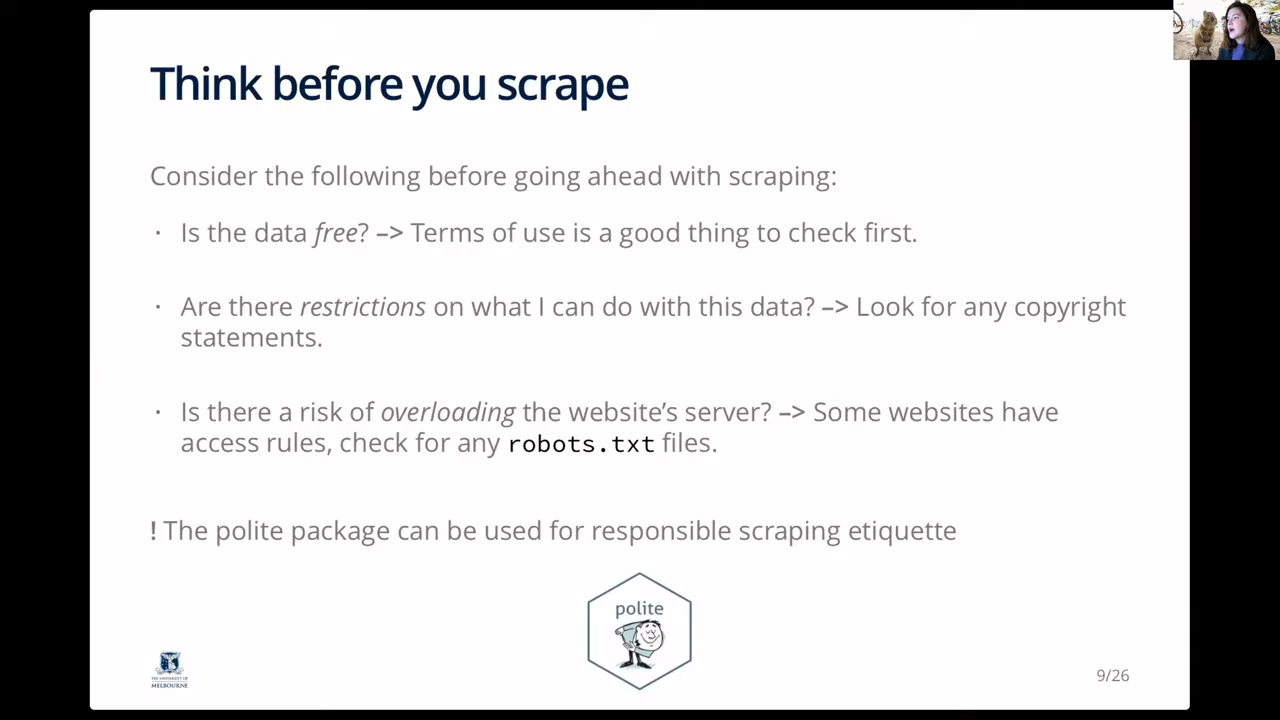 Think before you scrape
Consider the following before going ahead with scraping:
· Is the data free? –> Terms of use is a good thing to check first.
· Are there restrictions on what I can do with this data? –> Look for any copyright
statements.
· Is there a risk of overloading the website’s server? –> Some websites have
access rules, check for any robots.txt files.
! The polite package can be used for responsible scraping etiquette
polite
THE UNIVERSITY OF
MELBOURNE
9/26